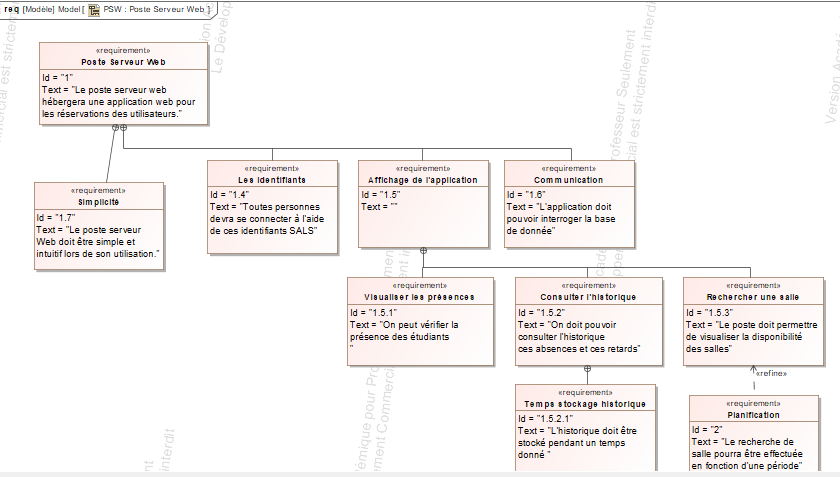 req [Modèle] Model [ PSW : Poste Serveur Web ]
«requirement»
Poste Serveur Web
Id = "1"
Text = "Le poste serveur web
hébergera une application web pour
les réservations des utilisateurs."
«requirement»
Simplicité
Id = "1.7"
Text = "Le poste serveur
Web doit être simple et
intuitif lors de son utilisation."
«requirement»
Les Identifiants
Id = "1.4"
Text = "Toutes personnes
devra se connecter à l'aide
de ces identifiants SALS"
«requirement»
Affichage de l'application
Id = "1.5"
Text = ""
«requirement»
Communication
Id = "1.6"
Text = "L'application doit
pouvoir interroger la base
de donnée"
«requirement»
Visualiser les présences
Id = "1.5.1"
Text = "On peut vérifier la
présence des étudiants
"
«requirement»
Consulter l'historique
Id = "1.5.2"
Text = "On doit pouvoir
consulter l'historique
ces absences et ces retards"
«requirement»
Rechercher une salle
Id = "1.5.3"
Text = "Le poste doit permettre
de visualiser la disponibilité
des salles"
«refine»
«requirement»
Temps stockage historique
Id = "1.5.2.1"
Text = "L'historique doit être
stocké pendant un temps
donné "
«requirement»
Planification
Id = "2"
Text = "Le recherche de
salle pourra être effectuée
en fonction d'une période"
mercial est strictem
Le Dévelop
rofesseur Seulement
cial est strictement interdi
Version Acadé
émique pour Pro
ment Commerci
interdit